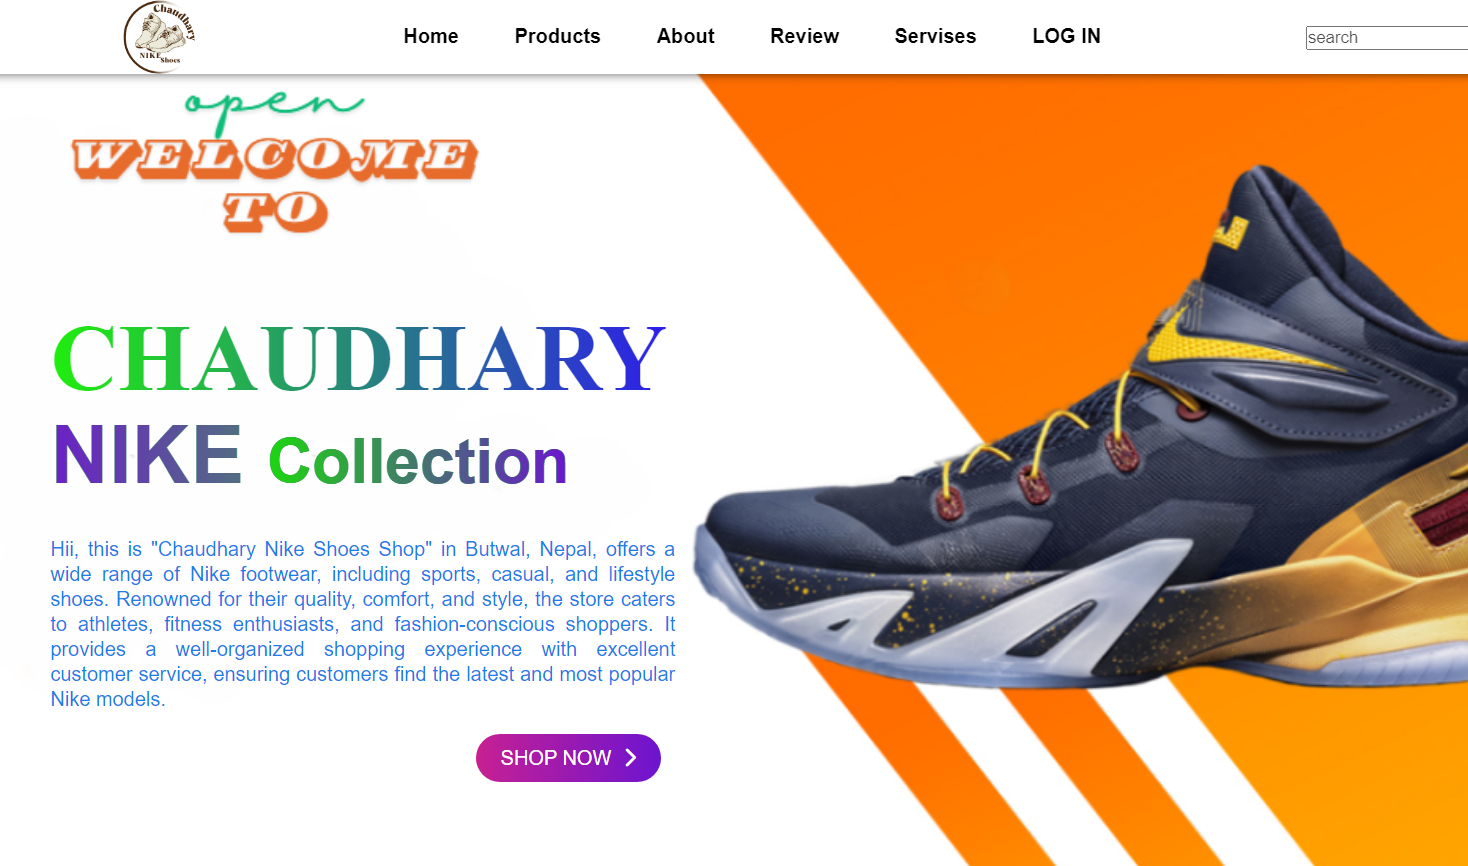 Chaudhary
NIKE
Shoes
Home Products About Review Servises LOG IN
search
open
WELCOME
TO
CHAUDHARY
NIKE Collection
Hii, this is "Chaudhary Nike Shoes Shop" in Butwal, Nepal, offers a
wide range of Nike footwear, including sports, casual, and lifestyle
shoes. Renowned for their quality, comfort, and style, the store caters
to athletes, fitness enthusiasts, and fashion-conscious shoppers. It
provides a well-organized shopping experience with excellent
customer service, ensuring customers find the latest and most popular
Nike models.
SHOP NOW